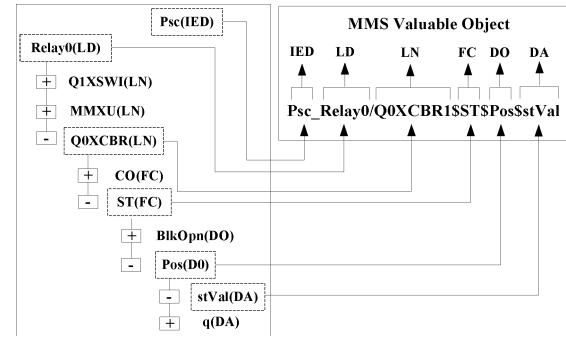 Psc(IED)
Relay0(LD)
+ Q1XSWI(LN)
+ MMXU(LN)
-
Q0XCBR(LN)
+ CO(FC)
- ST(FC)
+ BlkOpn(DO)
- Pos(D0)
- stVal(DA)
+ q(DA)
MMS Valuable Object
IED LD LN FC DO DA
Psc_Relay0/Q0XCBR1$ST$Pos$stVal